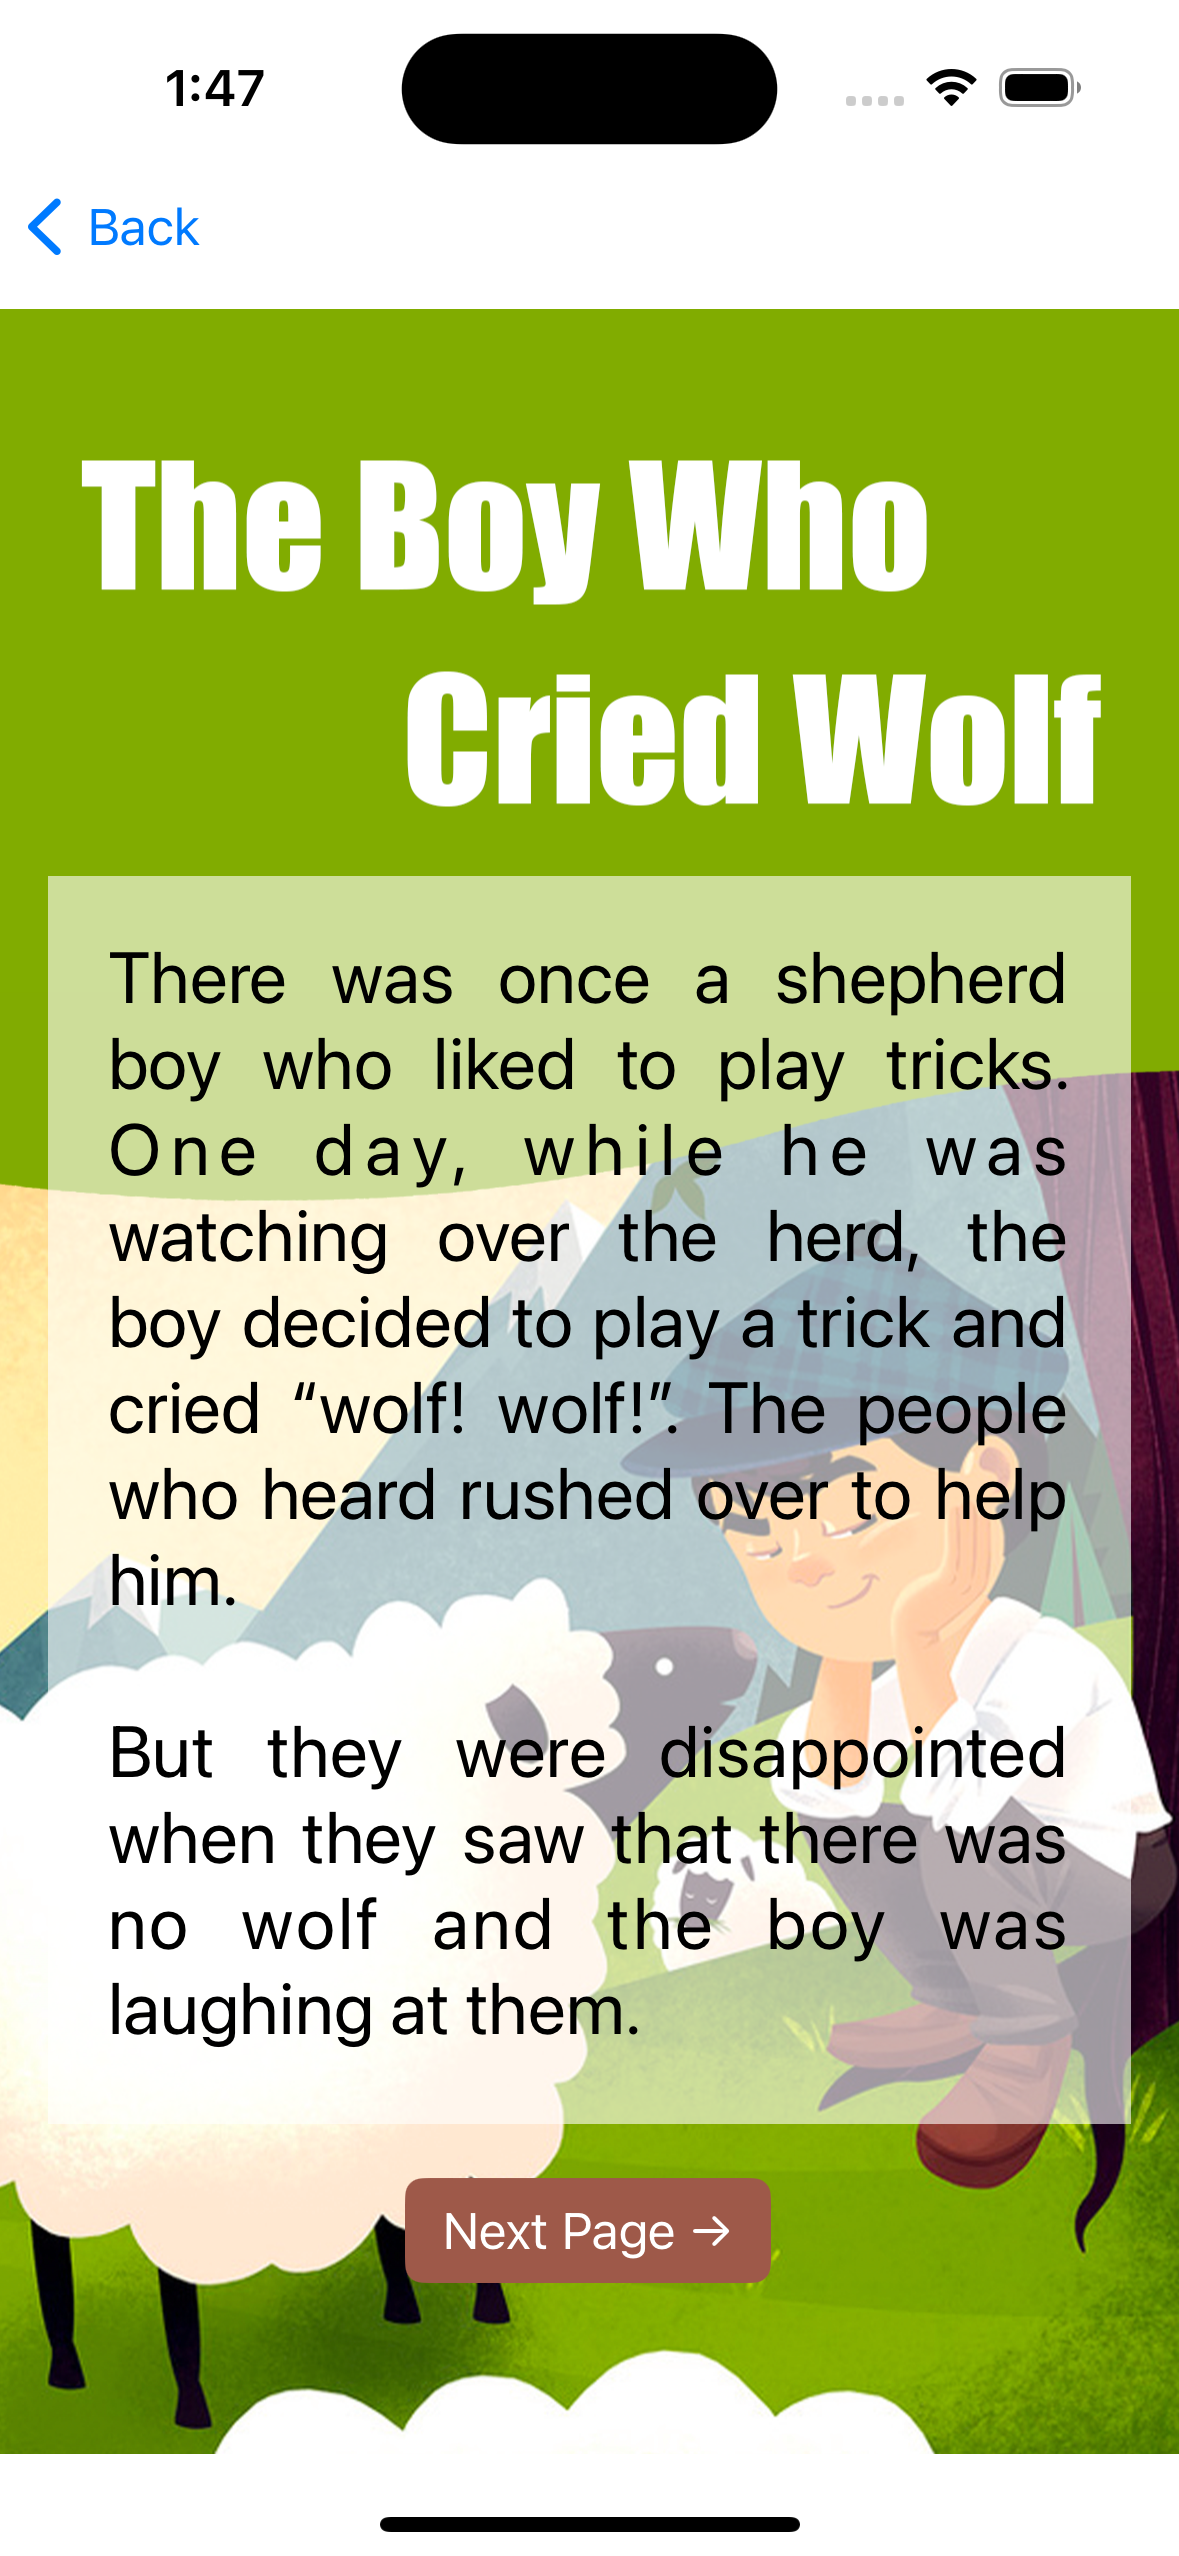 1:47
Back
The Boy Who
Cried Wolf
There was once a shepherd
boy who liked to play tricks.
One day, while he was
watching over the herd, the
boy decided to play a trick and
cried “wolf! wolf!”. The people
who heard rushed over to help
him.
But they were disappointed
when they saw that there was
no wolf and the boy was
laughing at them.
Next Page →